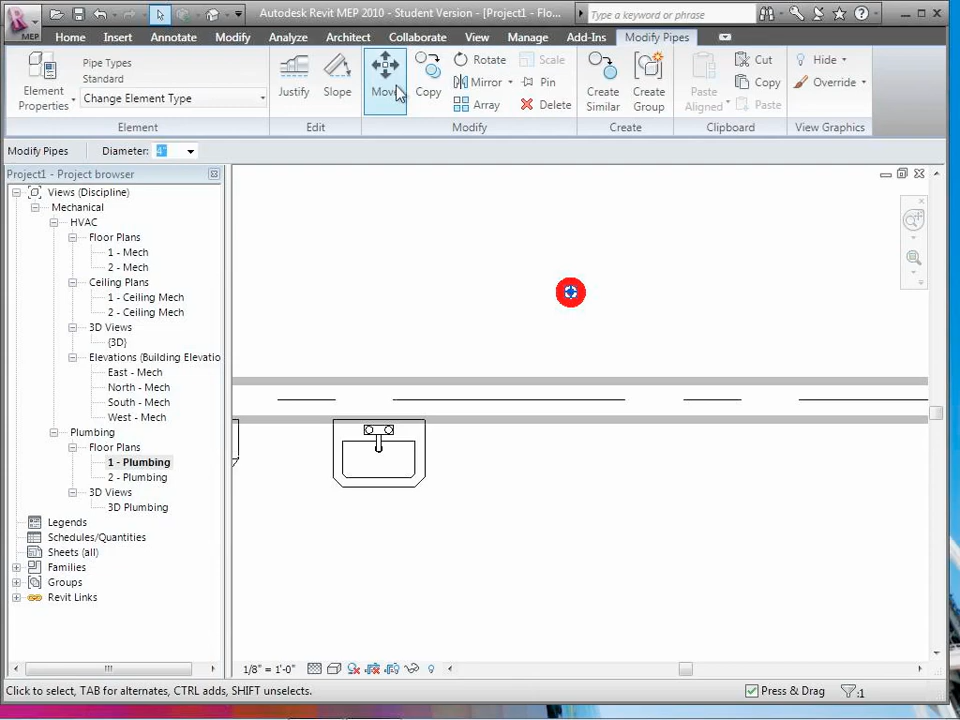 Autodesk Revit MEP 2010 - Student Version - [Project1 - Flo...
Type a keyword or phrase
MEP
Home Insert Annotate Modify Analyze Architect Collaborate View Manage Add-Ins Modify Pipes
Element Properties
Pipe Types
Standard
Change Element Type
Justify
Slope
Move
Copy
Rotate
Mirror
Array
Scale
Pin
Delete
Create Similar
Create Group
Paste Aligned
Cut
Copy
Paste
Hide
Override
Element Edit Modify Create Clipboard View Graphics
Modify Pipes Diameter: 4"
Project1 - Project browser
Views (Discipline)
Mechanical
HVAC
Floor Plans
1 - Mech
2 - Mech
Ceiling Plans
1 - Ceiling Mech
2 - Ceiling Mech
3D Views
{3D}
Elevations (Building Elevatio
East - Mech
North - Mech
South - Mech
West - Mech
Plumbing
Floor Plans
1 - Plumbing
2 - Plumbing
3D Views
3D Plumbing
Legends
Schedules/Quantities
Sheets (all)
Families
Groups
Revit Links
1/8" = 1'-0"
Click to select, TAB for alternates, CTRL adds, SHIFT unselects.
Press & Drag
:1